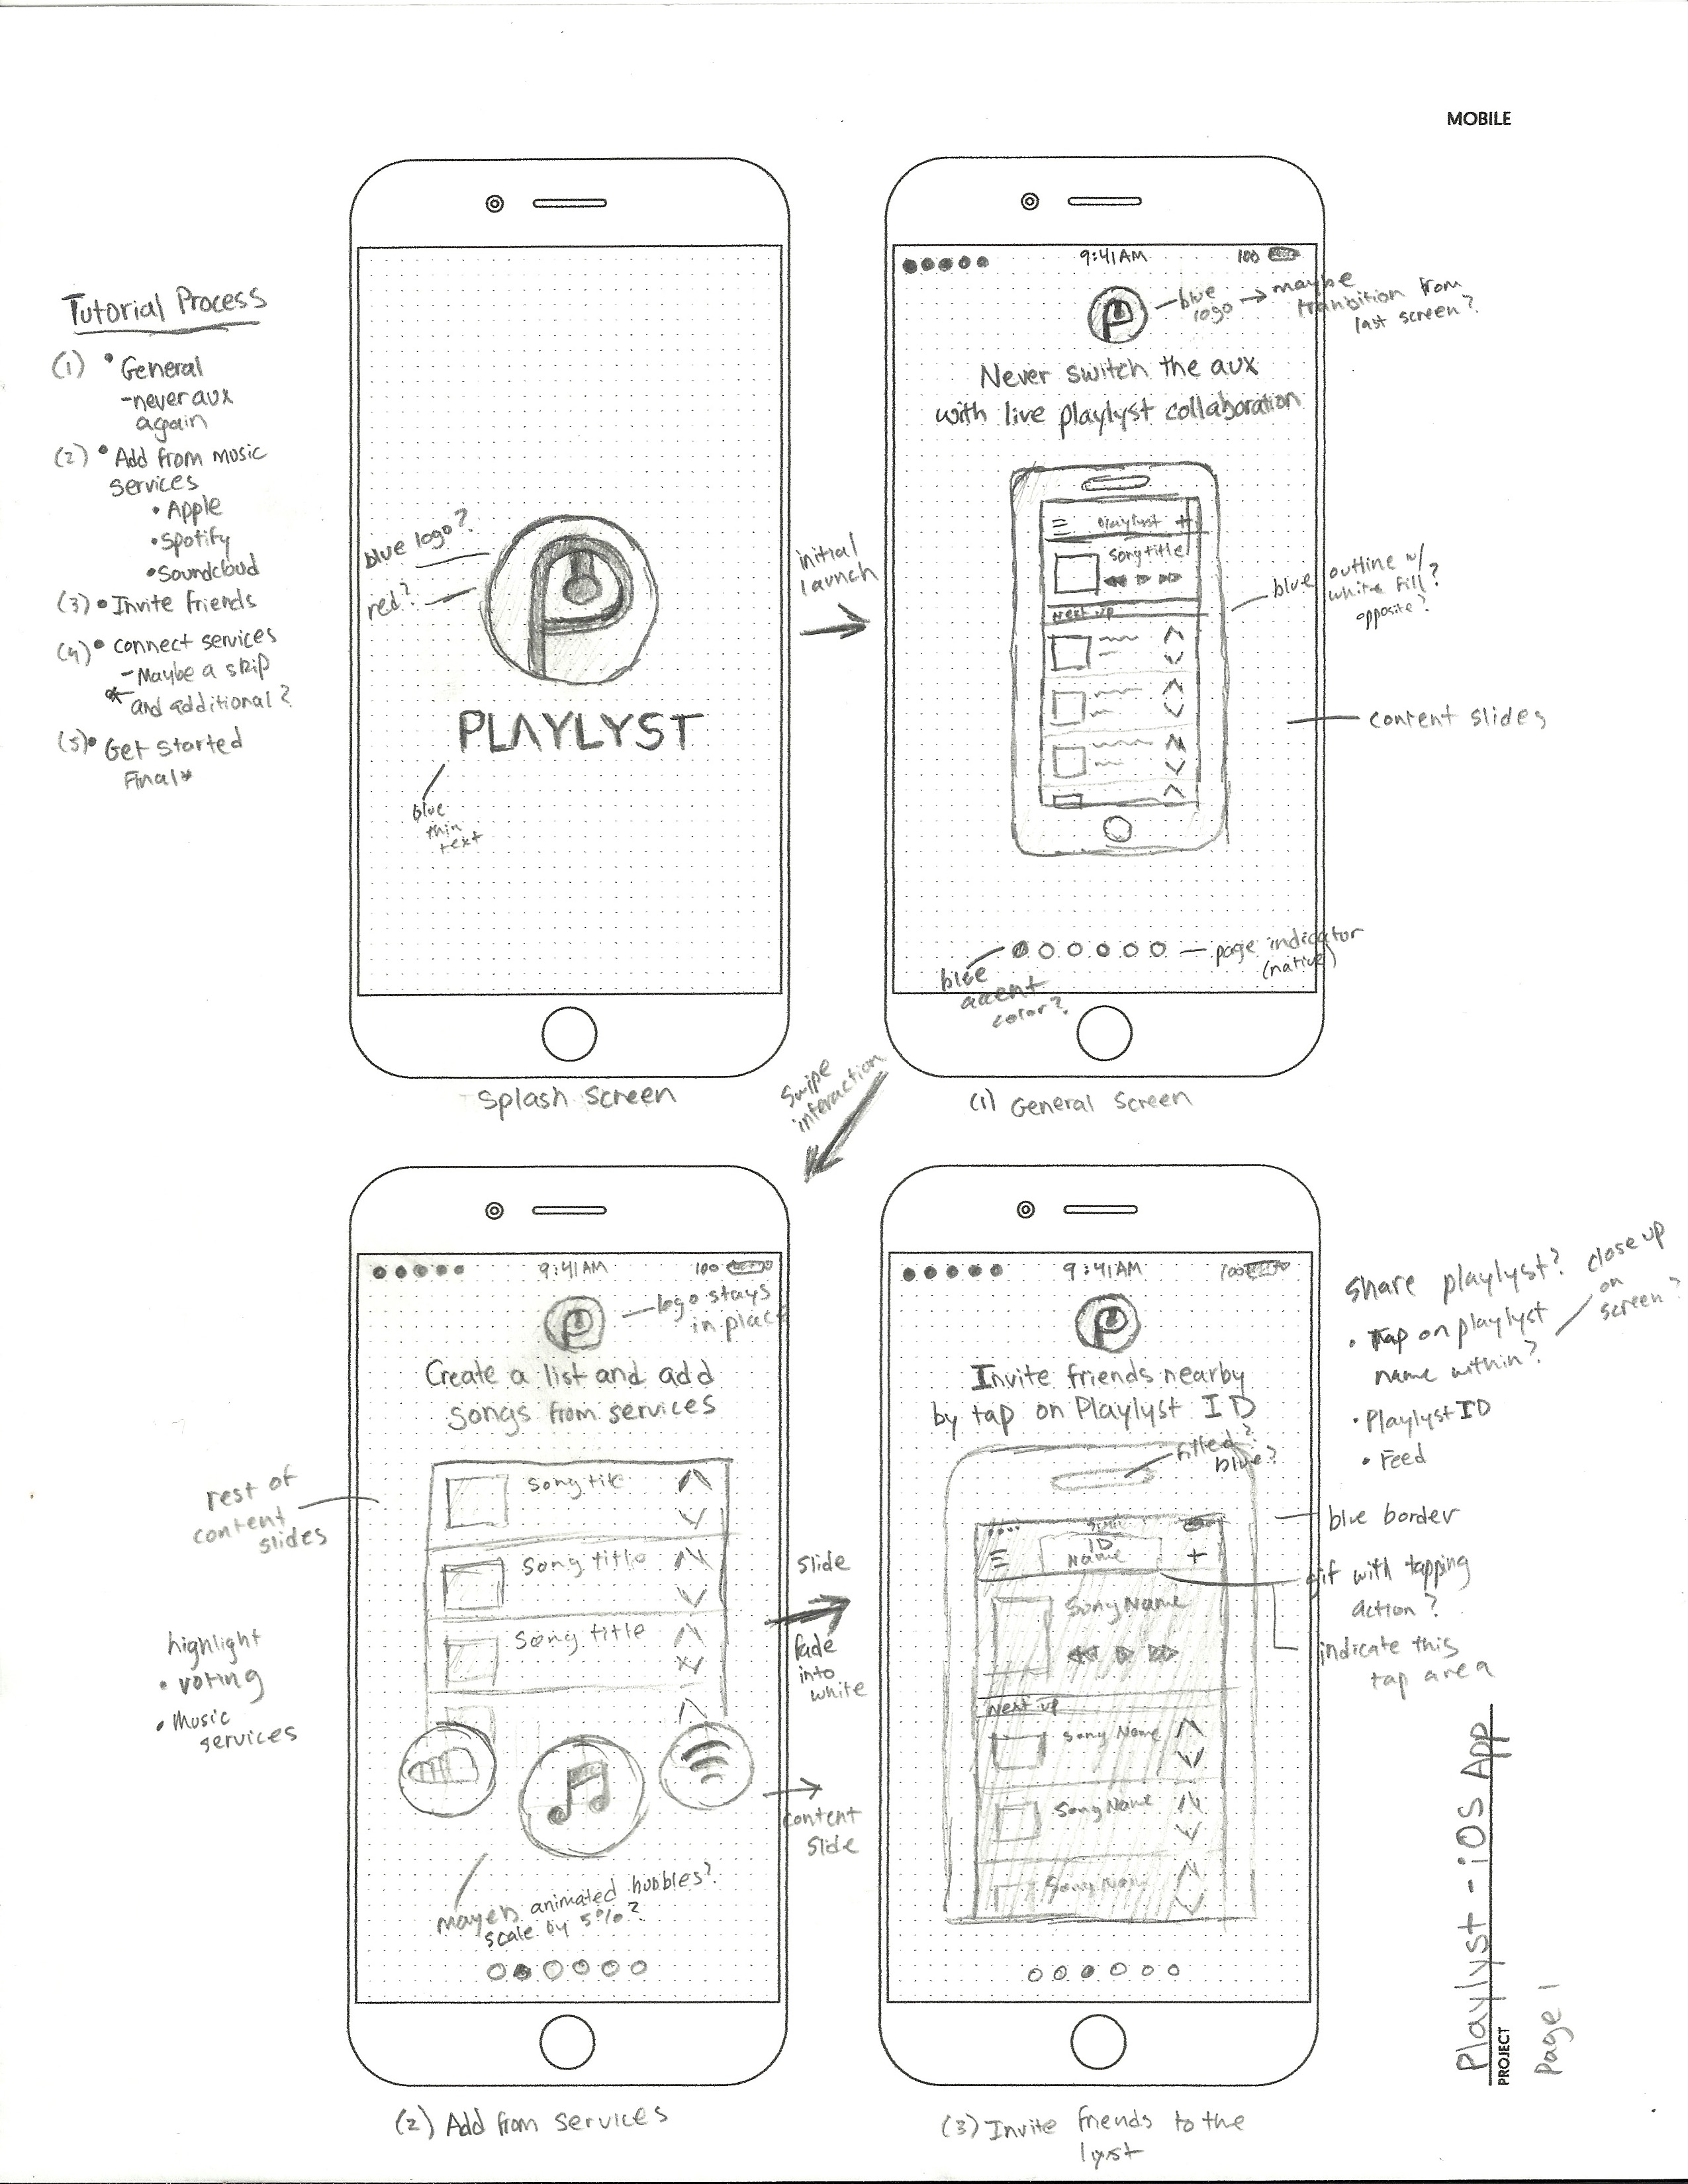 MOBILE
Tutorial Process
(1) • General
-never aux
again
(2) • Add from music
services
• Apple
• Spotify
• Soundcloud
(3) • Invite friends
(4) • connect services
- Maybe a skip
* and additional?
(5) • Get Started
Final*
blue logo?
red?
PLAYLYST
blue
thin
text
Splash Screen
initial
launch
9:41 AM
100
blue
logo
maybe
transition from
last screen?
Never switch the aux
with live playlyst collaboration
playlyst +
Song title
Next up
blue outline w/
white fill?
opposite?
content slides
page indicator
(native)
blue
accent
color?
(1) General Screen
Swipe
interaction
9:41 AM
100
logo stays
in place
Create a list and add
songs from services
Song title
Song title
Song title
rest of
content
slides
highlight
• voting
• Music
services
animated bubbles?
scale by 5%?
(2) Add from services
slide
fade
into
white
content
slide
9:41 AM
100
Invite friends nearby
by tap on Playlyst ID
filled?
blue?
ID
Name
+
Song Name
Next up
Song Name
Song Name
Song Name
share playlyst?
• Tap on playlyst
name within?
close up
on
screen?
• Playlyst ID
• Feed
blue border
gif with tapping
action?
indicate this
tap area
(3) Invite friends to the
lyst
Playlyst - iOS App
PROJECT
Page 1